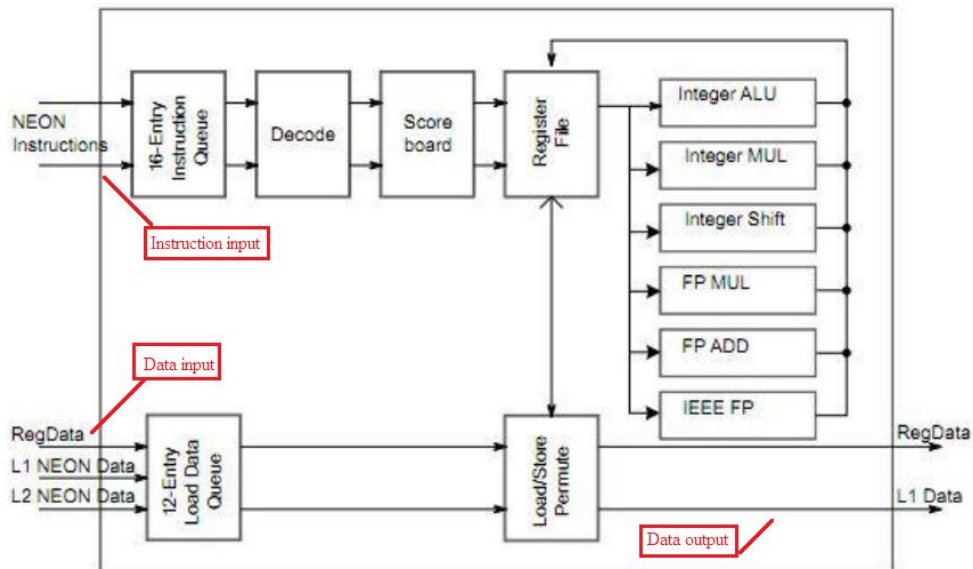 NEON
Instructions
16-Entry
Instruction
Queue
Decode
Score
board
Register
File
Integer ALU
Integer MUL
Integer Shift
FP MUL
FP ADD
IEEE FP
Instruction input
Data input
RegData
L1 NEON Data
L2 NEON Data
12-Entry
Load Data
Queue
Load/Store
Permute
RegData
L1 Data
Data output